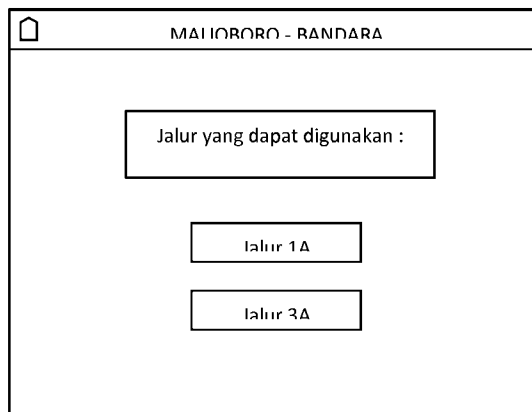 MALIOBORO - BANDARA
Jalur yang dapat digunakan :
Jalur 1A
Jalur 3A